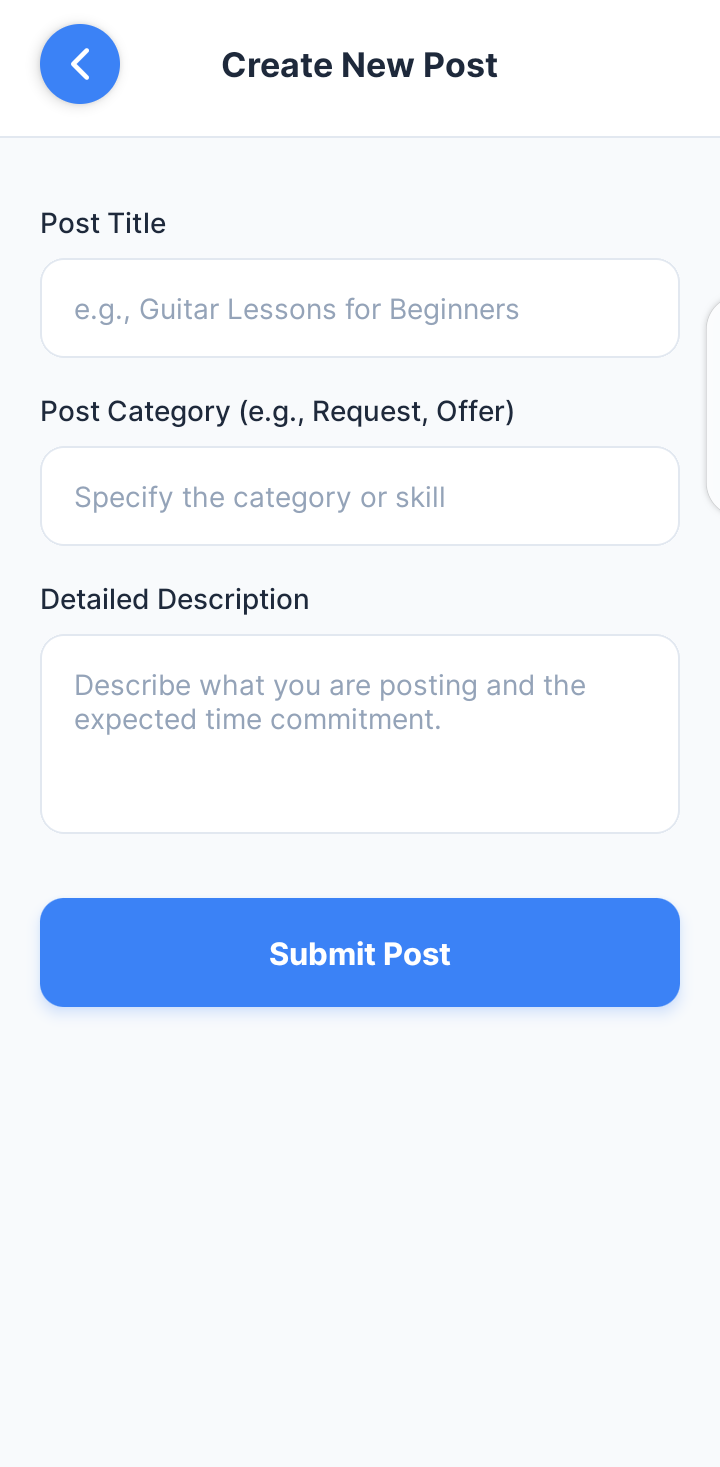 Create New Post
Post Title
e.g., Guitar Lessons for Beginners
Post Category (e.g., Request, Offer)
Specify the category or skill
Detailed Description
Describe what you are posting and the
expected time commitment.
Submit Post